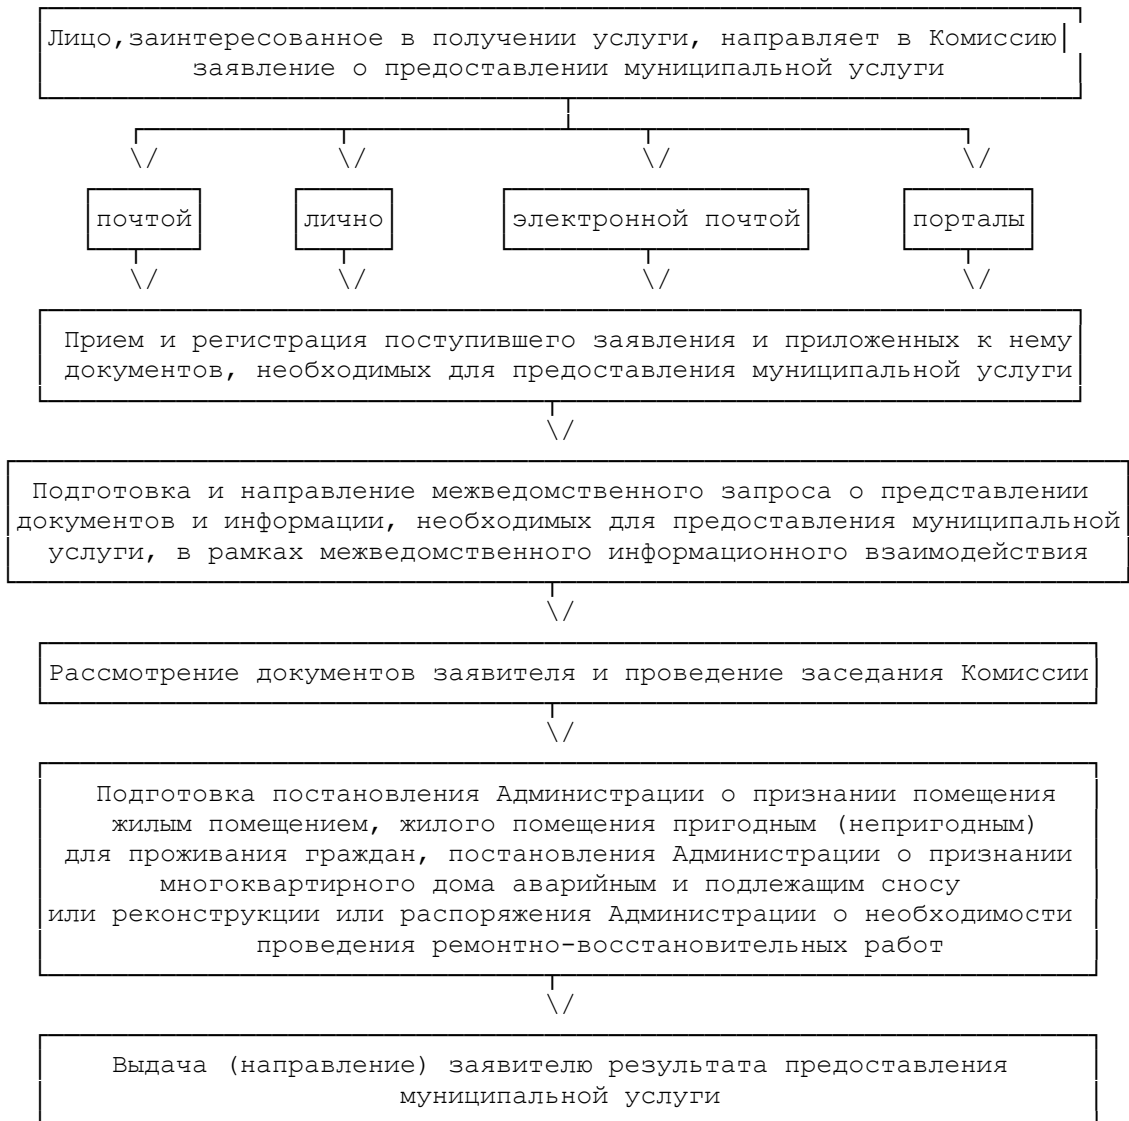 Лицо,заинтересованное в получении услуги, направляет в Комиссию
заявление о предоставлении муниципальной услуги
почтой лично электронной почтой порталы
Прием и регистрация поступившего заявления и приложенных к нему
документов, необходимых для предоставления муниципальной услуги
Подготовка и направление межведомственного запроса о представлении
документов и информации, необходимых для предоставления муниципальной
услуги, в рамках межведомственного информационного взаимодействия
Рассмотрение документов заявителя и проведение заседания Комиссии
Подготовка постановления Администрации о признании помещения
жилым помещением, жилого помещения пригодным (непригодным)
для проживания граждан, постановления Администрации о признании
многоквартирного дома аварийным и подлежащим сносу
или реконструкции или распоряжения Администрации о необходимости
проведения ремонтно-восстановительных работ
Выдача (направление) заявителю результата предоставления
муниципальной услуги